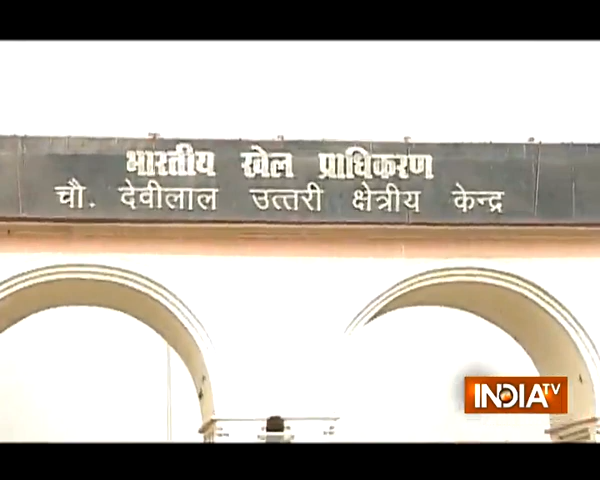 भारतीय खेल प्राधिकरण
चौ. देवीलाल उत्तरी क्षेत्रीय केन्द्र
INDIA TV